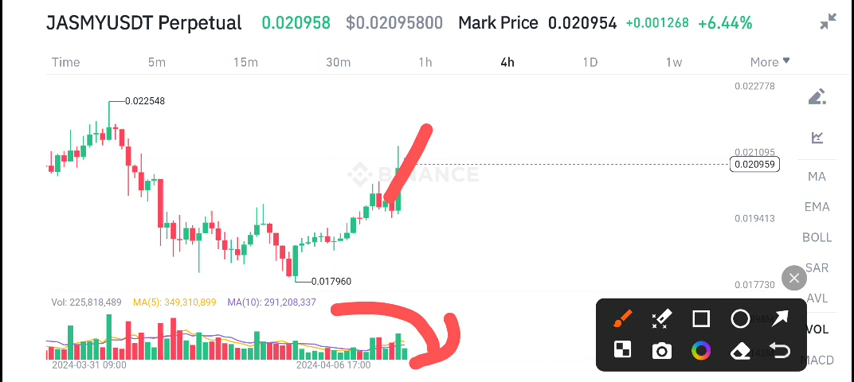 JASMYUSDT Perpetual 0.020958 $0.02095800 Mark Price 0.020954 +0.001268 +6.44%
Time 5m 15m 30m 1h 4h 1D 1w More
0.022778
0.022548
0.021095
0.020959
BINANCE
MA
EMA
0.019413
BOLL
SAR
0.017960
0.017730
AVL
Vol: 225,818,489 MA(5): 349,310,899 MA(10): 291,208,337
VOL
MACD
2024-03-31 09:00 2024-04-06 17:00